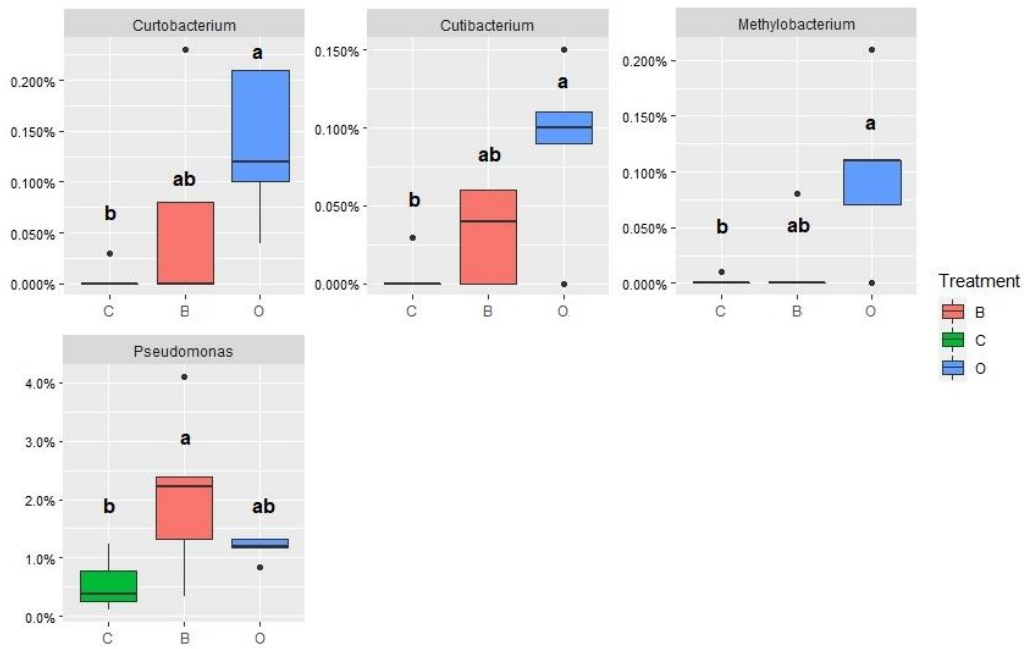 Curtobacterium
a
ab
b
0.200%
0.150%
0.100%
0.050%
0.000%
C B O
Cutibacterium
a
ab
b
0.150%
0.100%
0.050%
0.000%
C B O
Methylobacterium
a
b
ab
0.200%
0.150%
0.100%
0.050%
0.000%
C B O
Treatment
B
C
O
Pseudomonas
a
b
ab
4.0%
3.0%
2.0%
1.0%
0.0%
C B O